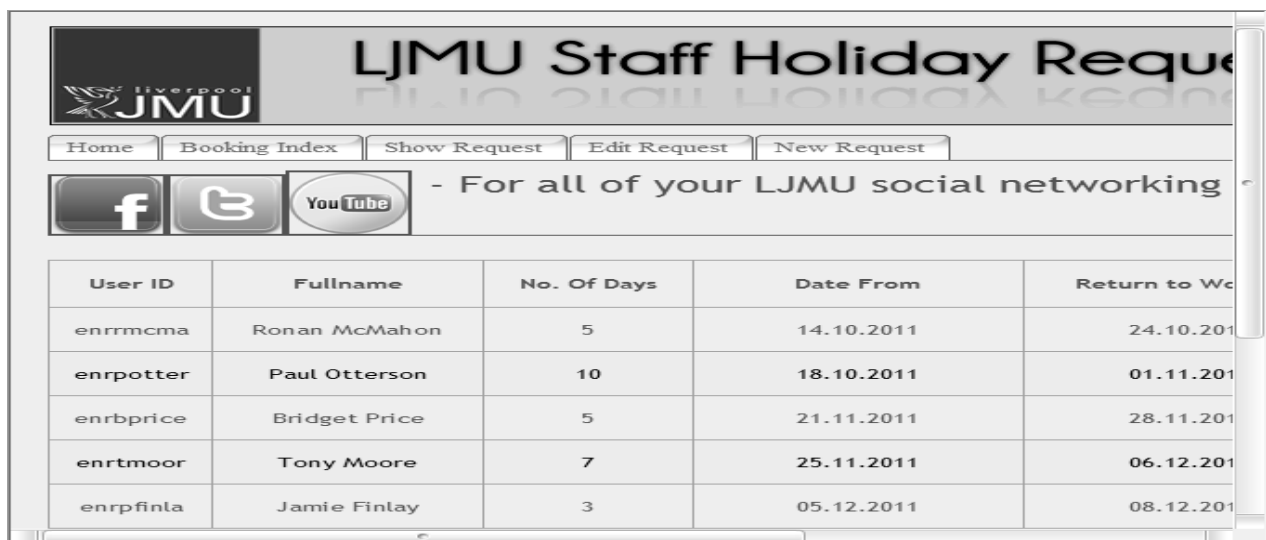 LJMU Staff Holiday Reque
liverpool
JMU
Home Booking Index Show Request Edit Request New Request
f You Tube - For all of your LJMU social networking
User ID Fullname No. Of Days Date From Return to Wo
enrrmcma Ronan McMahon 5 14.10.2011 24.10.201
enrpotter Paul Otterson 10 18.10.2011 01.11.201
enrbprice Bridget Price 5 21.11.2011 28.11.201
enrtmoor Tony Moore 7 25.11.2011 06.12.201
enrpfinla Jamie Finlay 3 05.12.2011 08.12.201